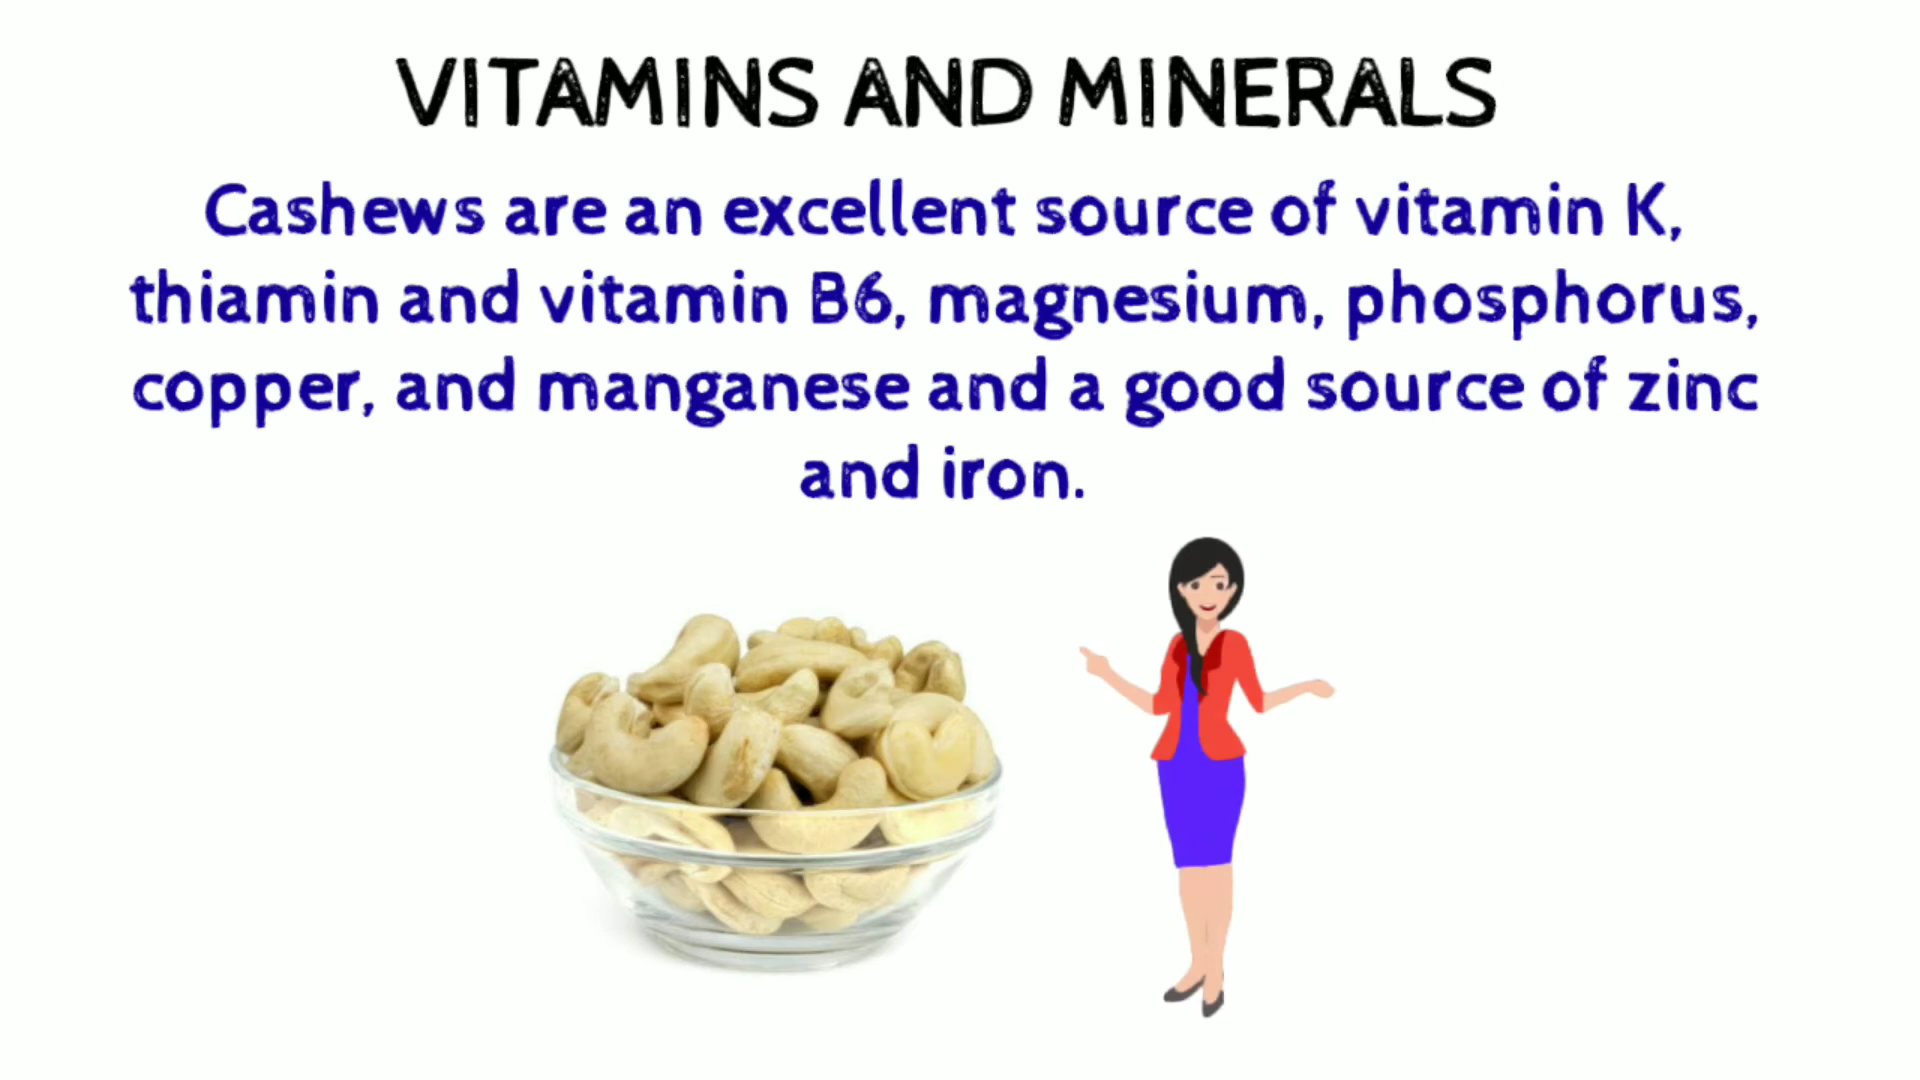 VITAMINS AND MINERALS
Cashews are an excellent source of vitamin K,
thiamin and vitamin B6, magnesium, phosphorus,
copper, and manganese and a good source of zinc
and iron.